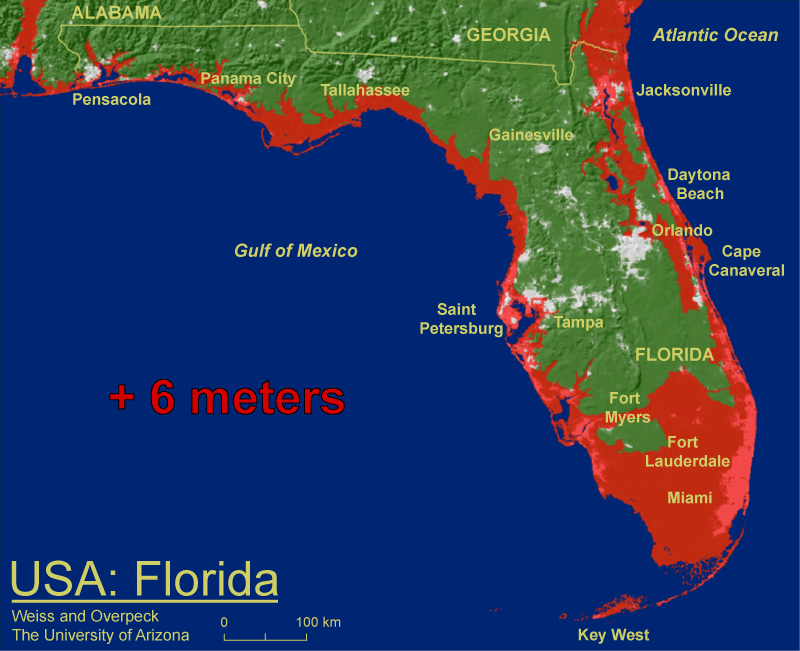 ALABAMA
GEORGIA
Atlantic Ocean
Panama City
Pensacola
Tallahassee
Jacksonville
Gainesville
Daytona
Beach
Orlando
Gulf of Mexico
Cape
Canaveral
Saint
Petersburg
Tampa
FLORIDA
+ 6 meters
Fort
Myers
Fort
Lauderdale
Miami
USA: Florida
Weiss and Overpeck
The University of Arizona
0
100 km
Key West